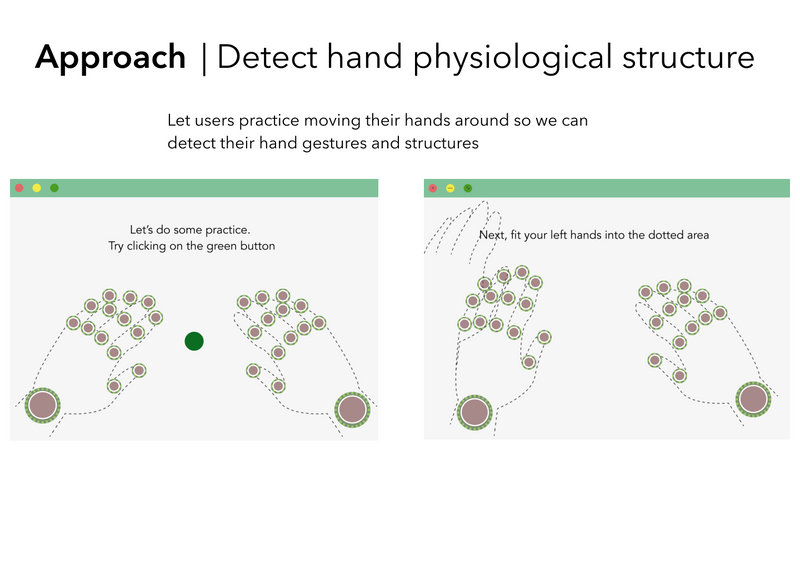 Approach | Detect hand physiological structure
Let users practice moving their hands around so we can
detect their hand gestures and structures
Let's do some practice.
Try clicking on the green button
Next, fit your left hands into the dotted area